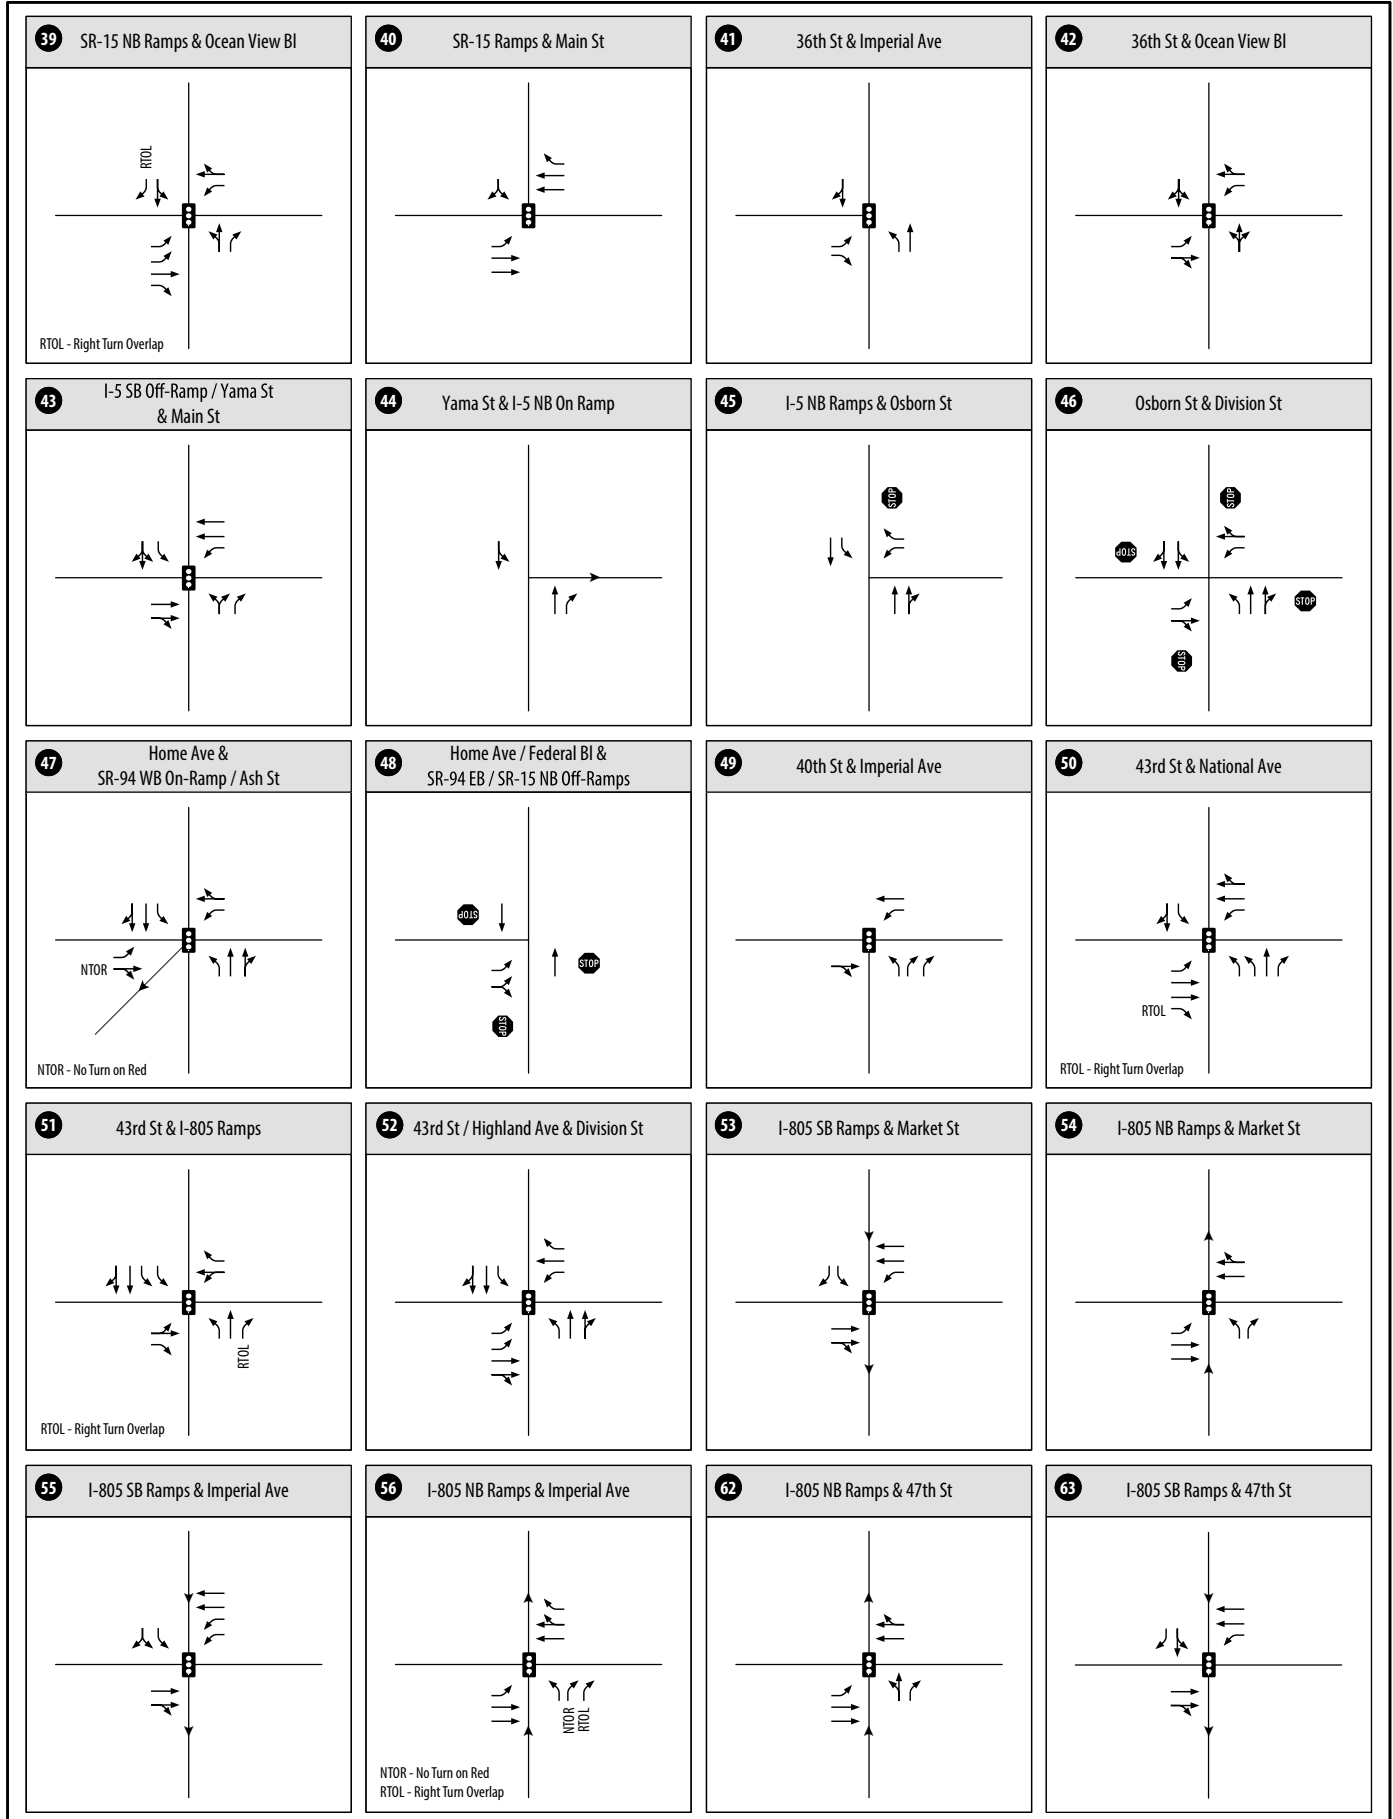 39 SR-15 NB Ramps & Ocean View Bl
RTOL
RTOL - Right Turn Overlap
40 SR-15 Ramps & Main St
41 36th St & Imperial Ave
42 36th St & Ocean View Bl
43 I-5 SB Off-Ramp / Yama St
& Main St
44 Yama St & I-5 NB On Ramp
45 I-5 NB Ramps & Osborn St
STOP
46 Osborn St & Division St
STOP
STOP
STOP
STOP
47 Home Ave &
SR-94 WB On-Ramp / Ash St
NTOR
NTOR - No Turn on Red
48 Home Ave / Federal Bl &
SR-94 EB / SR-15 NB Off-Ramps
STOP
STOP
STOP
49 40th St & Imperial Ave
50 43rd St & National Ave
RTOL
RTOL - Right Turn Overlap
51 43rd St & I-805 Ramps
RTOL
RTOL - Right Turn Overlap
52 43rd St / Highland Ave & Division St
53 I-805 SB Ramps & Market St
54 I-805 NB Ramps & Market St
55 I-805 SB Ramps & Imperial Ave
56 I-805 NB Ramps & Imperial Ave
NTOR
RTOL
NTOR - No Turn on Red
RTOL - Right Turn Overlap
62 I-805 NB Ramps & 47th St
63 I-805 SB Ramps & 47th St